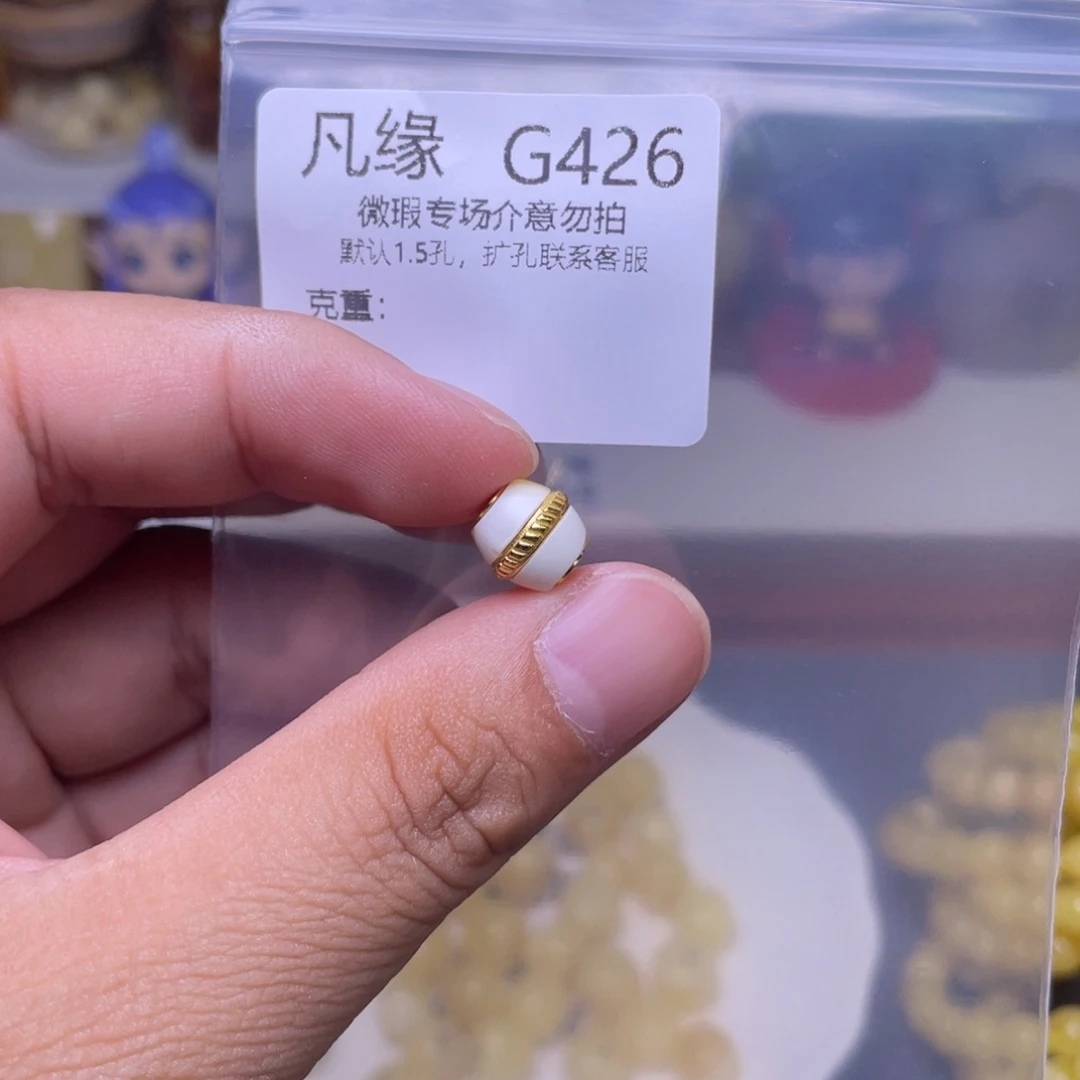 凡缘 G426
微瑕专场介意勿拍
默认1.5孔，扩孔联系客服
克重：